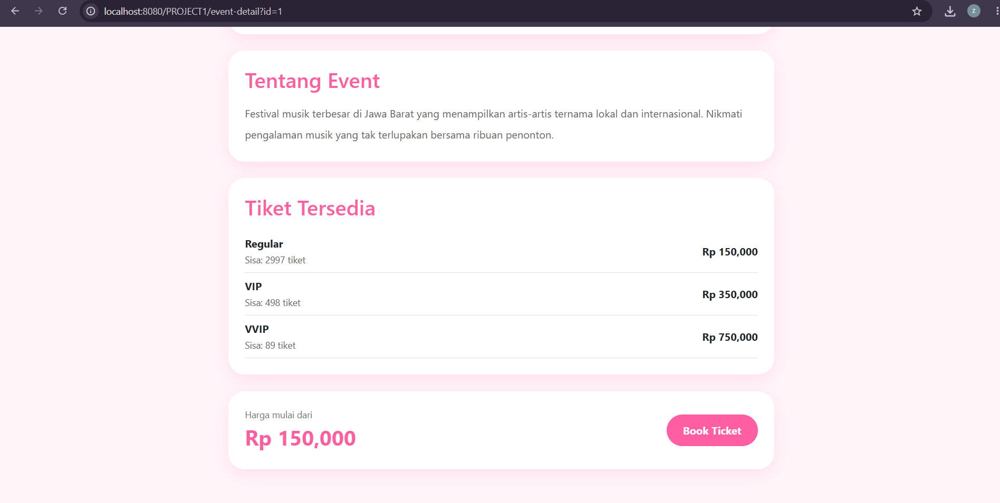 localhost:8080/PROJECT1/event-detail?id=1
z
Tentang Event
Festival musik terbesar di Jawa Barat yang menampilkan artis-artis ternama lokal dan internasional. Nikmati
pengalaman musik yang tak terlupakan bersama ribuan penonton.
Tiket Tersedia
Regular
Sisa: 2997 tiket
Rp 150,000
VIP
Sisa: 498 tiket
Rp 350,000
VVIP
Sisa: 89 tiket
Rp 750,000
Harga mulai dari
Rp 150,000
Book Ticket